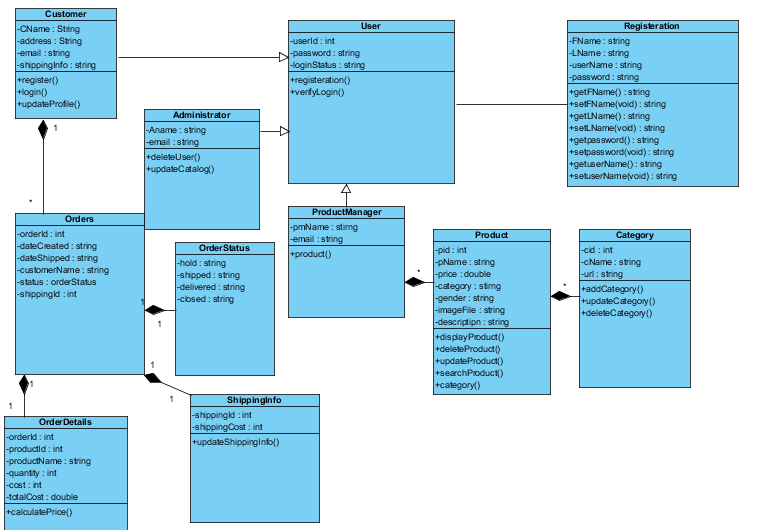 Customer
-CName : String
-address : String
-email : string
-shippingInfo : string
+register()
+login()
+updateProfile()
1
*
User
-userId : int
-password : string
-loginStatus : string
+registeration()
+verifyLogin()
Registeration
-FName : string
-LName : string
-userName : string
-password : string
+getFName() : string
+setFName(void) : string
+getLName() : string
+setLName(void) : string
+getpassword() : string
+setpassword(void) : string
+getuserName() : string
+setuserName(void) : string
Administrator
-Aname : string
-email : string
+deleteUser()
+updateCatalog()
Orders
-orderId : int
-dateCreated : string
-dateShipped : string
-customerName : string
-status : orderStatus
-shippingId : int
OrderStatus
-hold : string
-shipped : string
-delivered : string
-closed : string
1
1
ProductManager
-pmName : string
-email : string
+product()
*
Product
-pid : int
-pName : string
-price : double
-category : string
-gender : string
-imageFile : string
-descriptipn : string
+displayProduct()
+deleteProduct()
+updateProduct()
+searchProduct()
+category()
*
Category
-cid : int
-cName : string
-url : string
+addCategory()
+updateCategory()
+deleteCategory()
1
1
ShippingInfo
-shippingId : int
-shippingCost : int
+updateShippingInfo()
1
1
OrderDetails
-orderId : int
-productId : int
-productName : string
-quantity : int
-cost : int
-totalCost : double
+calculatePrice()